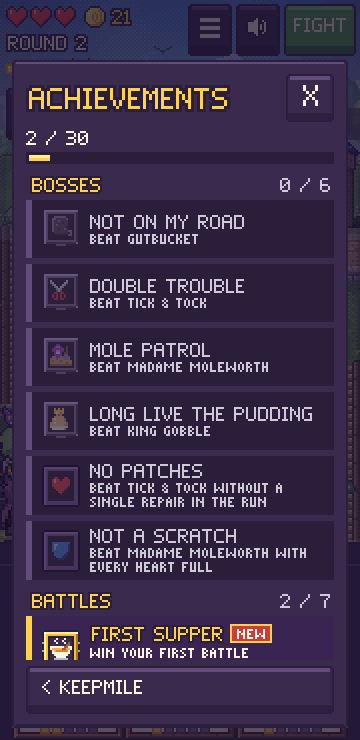 21
FIGHT
ROUND 2
ACHIEVEMENTS
X
2 / 30
BOSSES 0 / 6
NOT ON MY ROAD
BEAT GUTBUCKET
DOUBLE TROUBLE
BEAT TICK & TOCK
MOLE PATROL
BEAT MADAME MOLEWORTH
LONG LIVE THE PUDDING
BEAT KING GOBBLE
NO PATCHES
BEAT TICK & TOCK WITHOUT A
SINGLE REPAIR IN THE RUN
NOT A SCRATCH
BEAT MADAME MOLEWORTH WITH
EVERY HEART FULL
BATTLES 2 / 7
FIRST SUPPER NEW
WIN YOUR FIRST BATTLE
< KEEPMILE